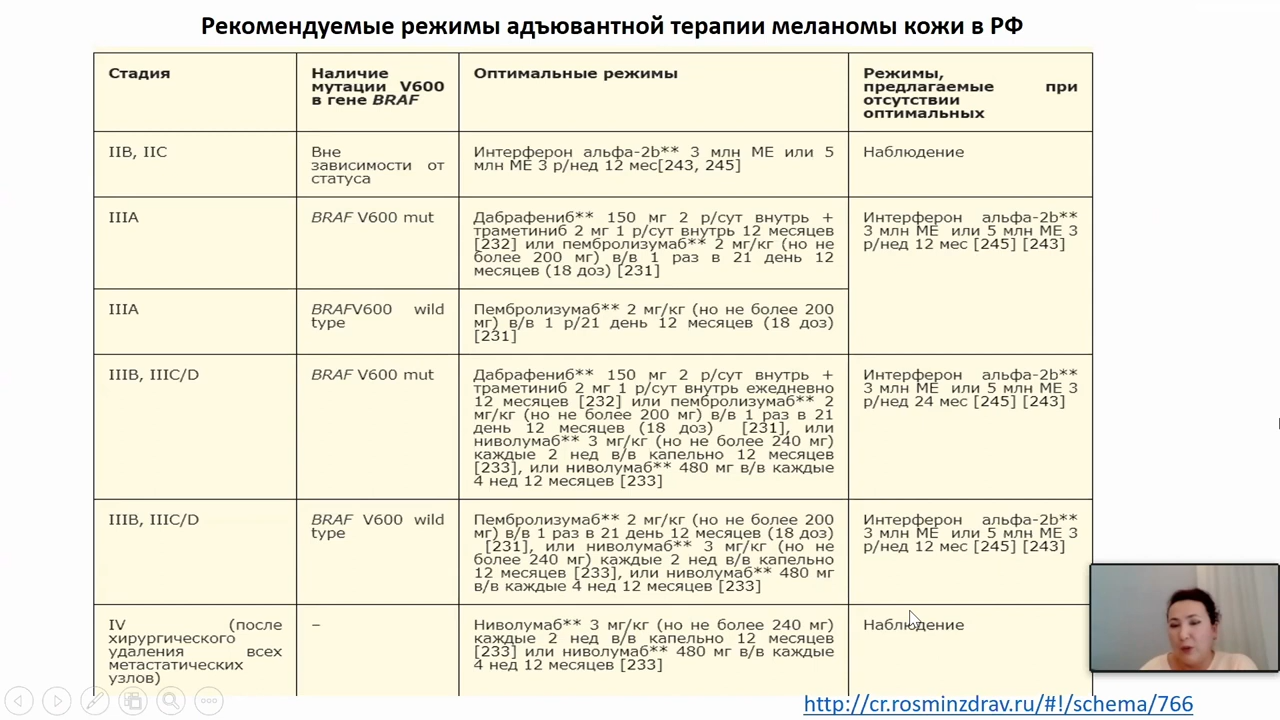 Рекомендуемые режимы адъювантной терапии меланомы кожи в РФ
Стадия
Наличие
мутации V600
в гене BRAF
Оптимальные режимы
Режимы,
предлагаемые при
отсутствии
оптимальных
IIB, IIC
Вне
зависимости от
статуса
Интерферон альфа-2b** 3 млн МЕ или 5
млн МЕ 3 р/нед 12 мес[243, 245]
Наблюдение
IIIA
BRAF V600 mut
Дабрафениб** 150 мг 2 р/сут внутрь +
траметиниб 2 мг 1 р/сут внутрь 12 месяцев
[232] или пембролизумаб** 2 мг/кг (но не
более 200 мг) в/в 1 раз в 21 день 12
месяцев (18 доз) [231]
Интерферон альфа-2b**
3 млн МЕ или 5 млн МЕ 3
р/нед 12 мес [245] [243]
IIIA
BRAFV600 wild
type
Пембролизумаб** 2 мг/кг (но не более 200
мг) в/в 1 р/21 день 12 месяцев (18 доз)
[231]
IIIB, IIIC/D
BRAF V600 mut
Дабрафениб** 150 мг 2 р/сут внутрь +
траметиниб 2 мг 1 р/сут внутрь ежедневно
12 месяцев [232] или пембролизумаб** 2
мг/кг (но не более 200 мг) в/в 1 раз в 21
день 12 месяцев (18 доз) [231], или
ниволумаб** 3 мг/кг (но не более 240 мг)
каждые 2 нед в/в капельно 12 месяцев
[233], или ниволумаб** 480 мг в/в каждые
4 нед 12 месяцев [233]
Интерферон альфа-2b**
3 млн МЕ или 5 млн МЕ 3
р/нед 24 мес [245] [243]
IIIB, IIIC/D
BRAF V600 wild
type
Пембролизумаб** 2 мг/кг (но не более 200
мг) в/в 1 раз в 21 день 12 месяцев (18 доз)
[231], или ниволумаб** 3 мг/кг (но не
более 240 мг) каждые 2 нед в/в капельно
12 месяцев [233], или ниволумаб** 480 мг
в/в каждые 4 нед 12 месяцев [233]
Интерферон альфа-2b**
3 млн МЕ или 5 млн МЕ 3
р/нед 12 мес [245] [243]
IV (после
хирургического
удаления всех
метастатических
узлов)
–
Ниволумаб** 3 мг/кг (но не более 240 мг)
каждые 2 нед в/в капельно 12 месяцев
[233] или ниволумаб** 480 мг в/в каждые
4 нед 12 месяцев [233]
Наблюдение
http://cr.rosminzdrav.ru/#!/schema/766